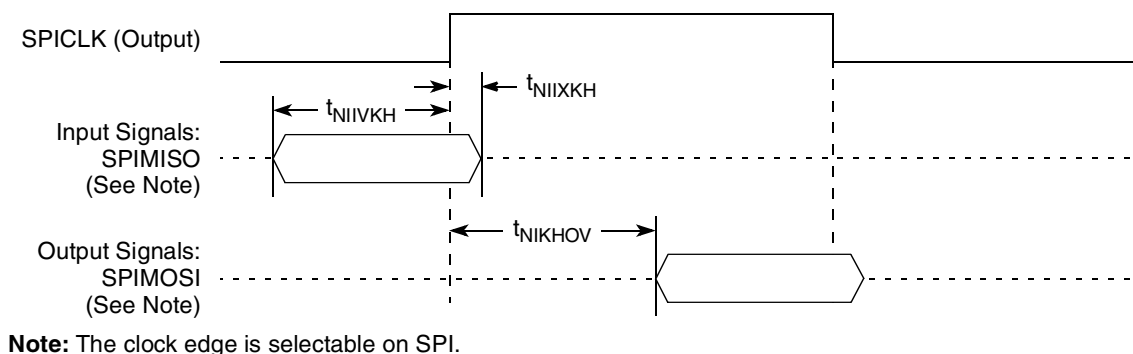 SPICLK (Output)
tNIIXKH
tNIIVKH
Input Signals:
SPIMISO
(See Note)
tNIKHOV
Output Signals:
SPIMOSI
(See Note)
Note: The clock edge is selectable on SPI.